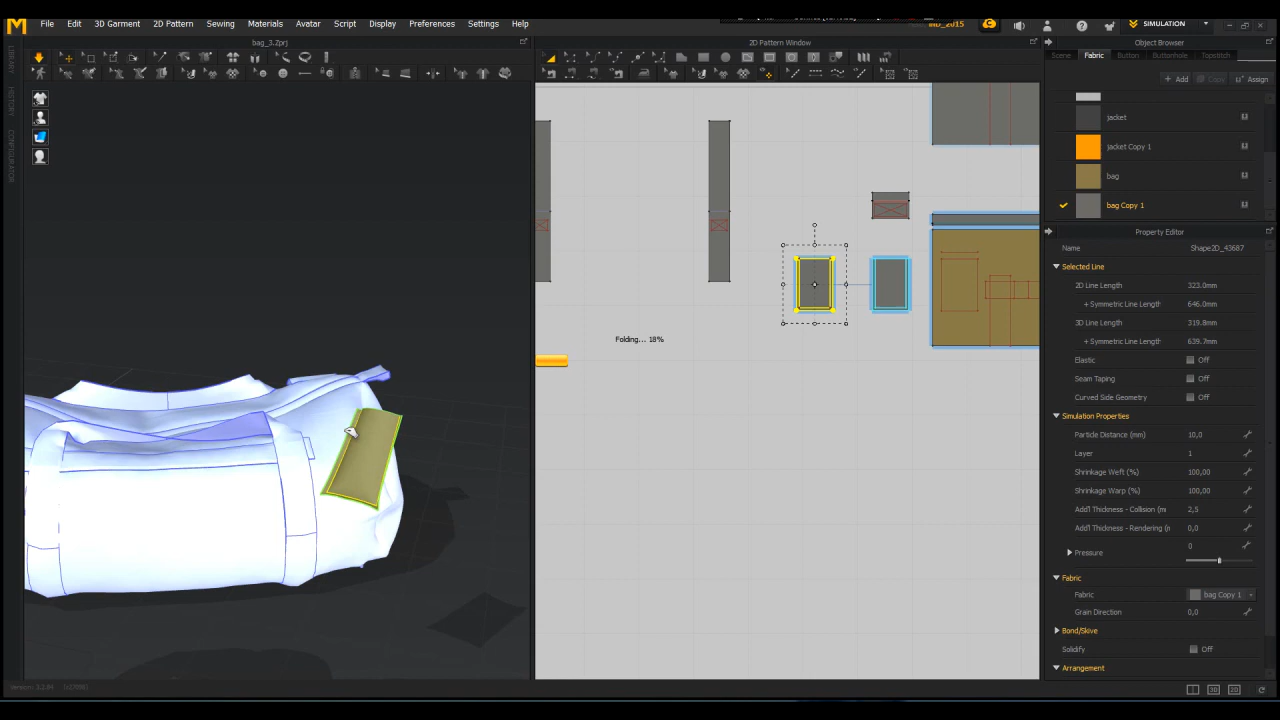 File Edit 3D Garment 2D Pattern Sewing Materials Avatar Script Display Preferences Settings Help
MD_2015
SIMULATION
bag_3.Zprj
2D Pattern Window
Object Browser
LIBRARY
HISTORY
CONFIGURATOR
Scene Fabric Button Buttonhole Topstitch
+ Add Copy Assign
jacket
jacket Copy 1
bag
bag Copy 1
Property Editor
Name Shape2D_43687
Selected Line
2D Line Length 323.0mm
+ Symmetric Line Length 646.0mm
3D Line Length 319.8mm
+ Symmetric Line Length 639.7mm
Elastic Off
Seam Taping Off
Curved Side Geometry Off
Simulation Properties
Particle Distance (mm) 10,0
Layer 1
Shrinkage Weft (%) 100,00
Shrinkage Warp (%) 100,00
Add'l Thickness - Collision (m 2,5
Add'l Thickness - Rendering (n 0,0
Pressure 0
Fabric
Fabric bag Copy 1
Grain Direction 0,0
Bond/Skive
Solidify Off
Arrangement
Folding... 18%
3D 2D